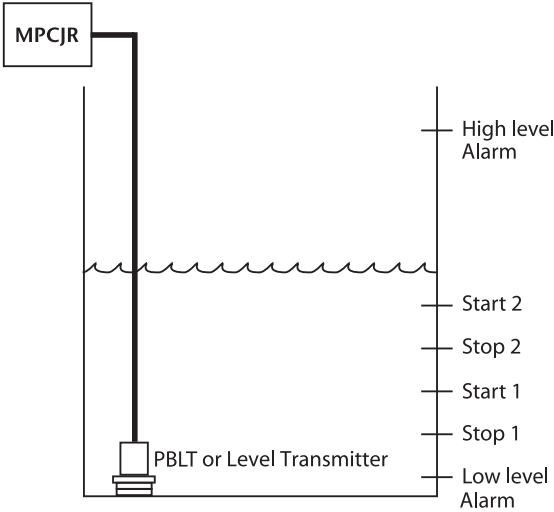 MPCJR
High level
Alarm
Start 2
Stop 2
Start 1
Stop 1
PBLT or Level Transmitter
Low level
Alarm